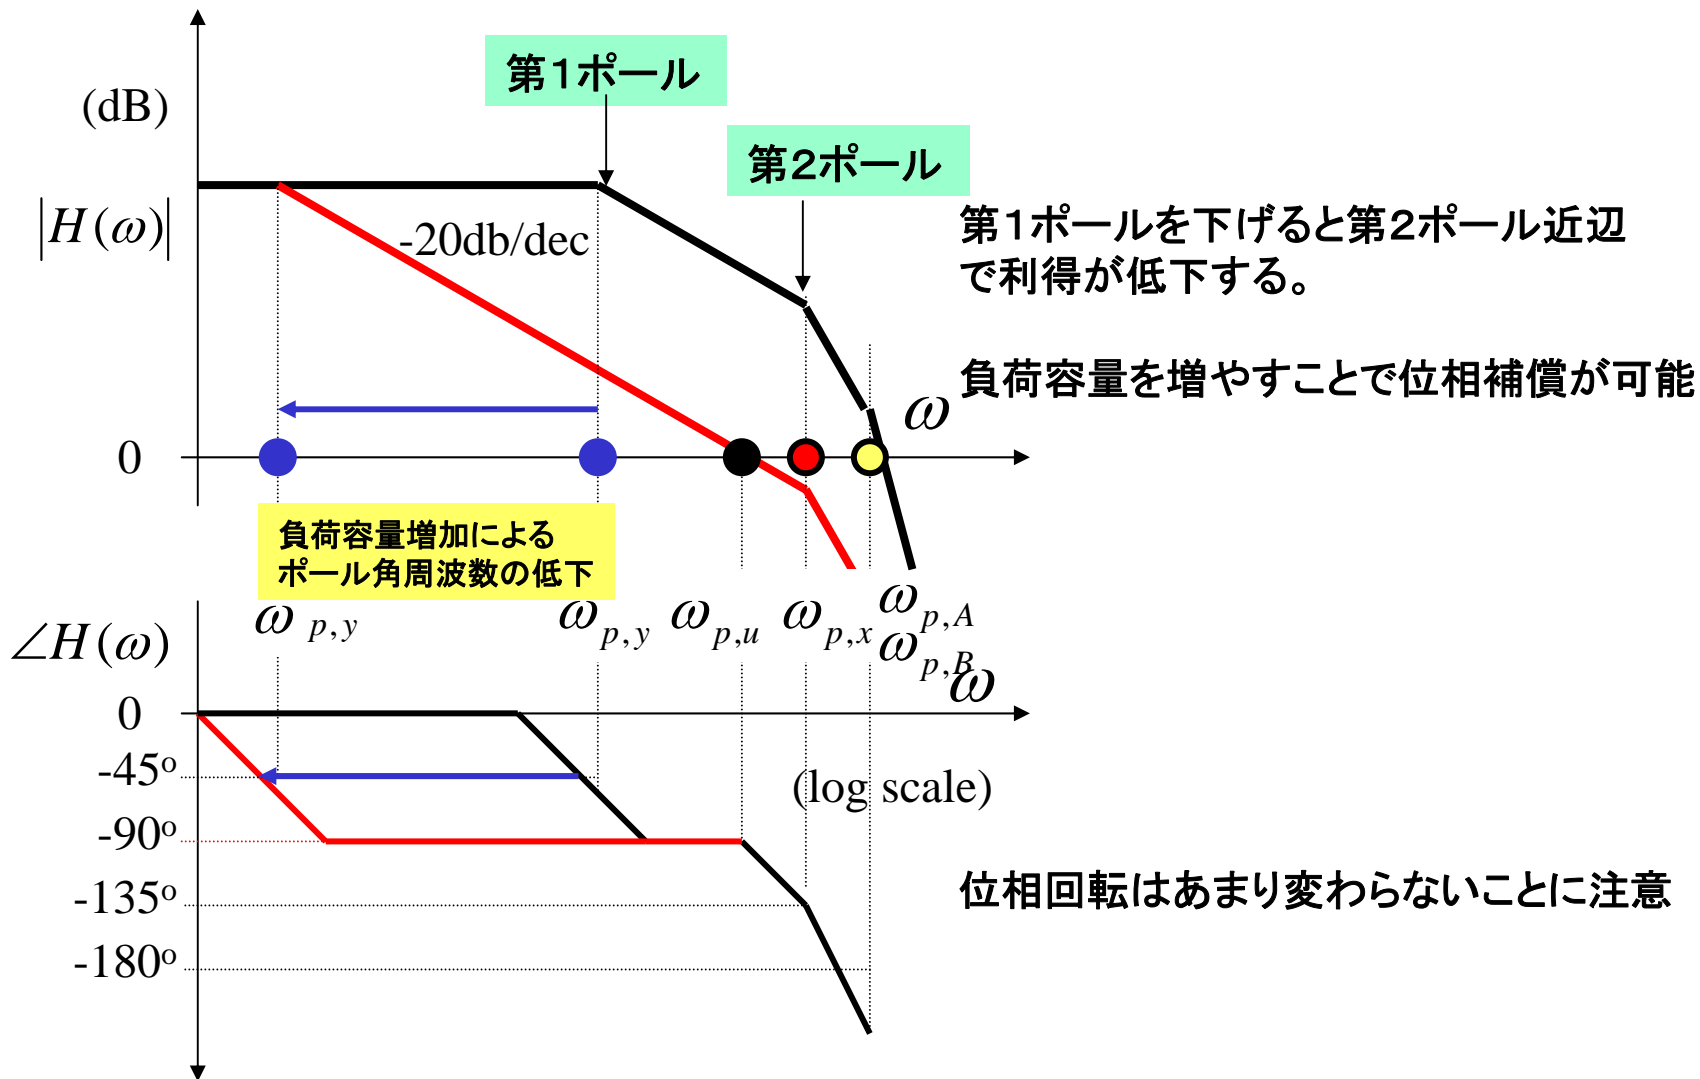 第1ポール
(dB)
第2ポール
|H(ω)|
-20db/dec
第1ポールを下げると第2ポール近辺
で利得が低下する。
負荷容量を増やすことで位相補償が可能
ω
0
負荷容量増加による
ポール角周波数の低下
ω p,y
ω p,y
ω p,u
ω p,x
ω p,A
ω p,B
∠H(ω)
ω
0
-45o
(log scale)
-90o
位相回転はあまり変わらないことに注意
-135o
-180o